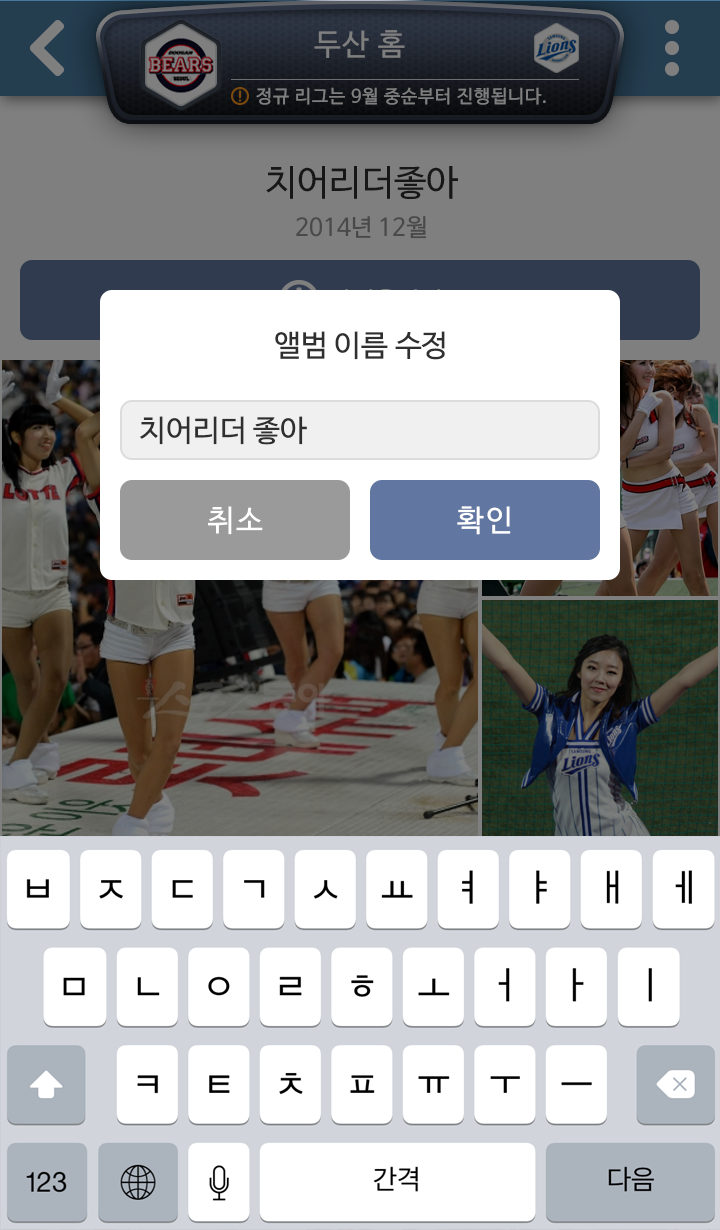 두산 홈
DOOSAN
BEARS
SEOUL
SAMSUNG
Lions
정규 리그는 9월 중순부터 진행됩니다.
치어리더좋아
2014년 12월
앨범 이름 수정
치어리더 좋아
취소 확인
LOTTE
SAMSUNG
Lions
ㅂ ㅈ ㄷ ㄱ ㅅ ㅛ ㅕ ㅑ ㅐ ㅔ
ㅁ ㄴ ㅇ ㄹ ㅎ ㅗ ㅓ ㅏ ㅣ
ㅋ ㅌ ㅊ ㅍ ㅠ ㅜ ㅡ
123 간격 다음